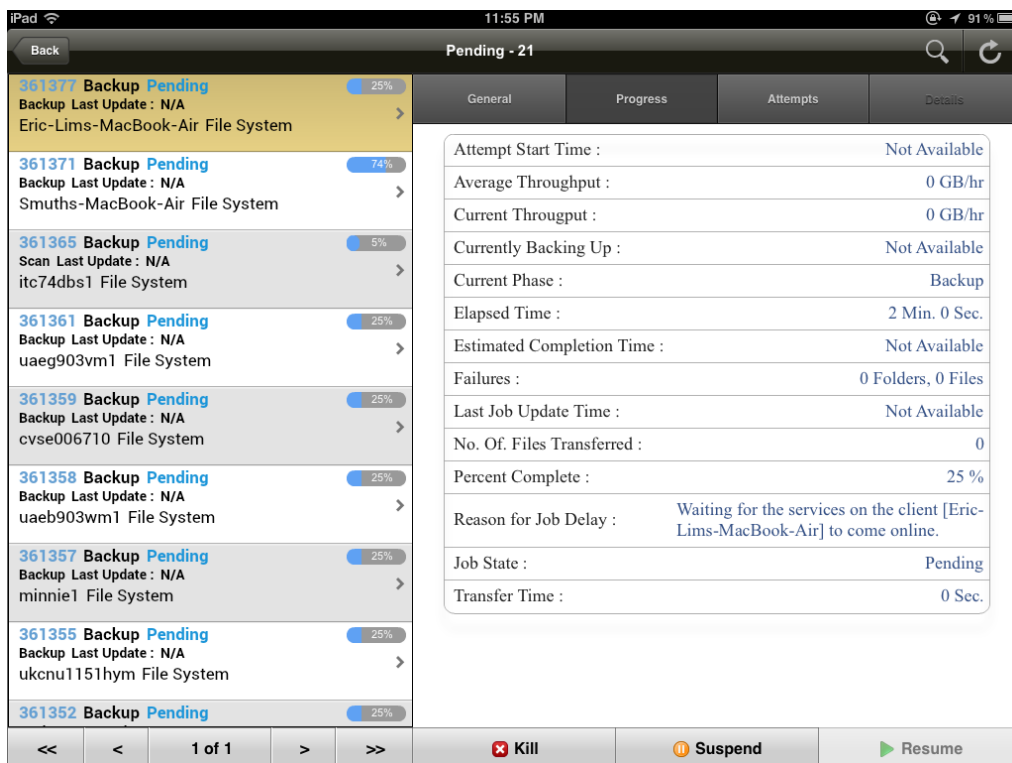 iPad 11:55 PM 91 %
Back Pending - 21
361377 Backup Pending 25%
Backup Last Update : N/A
Eric-Lims-MacBook-Air File System
361371 Backup Pending 74%
Backup Last Update : N/A
Smuths-MacBook-Air File System
361365 Backup Pending 5%
Scan Last Update : N/A
itc74dbs1 File System
361361 Backup Pending 25%
Backup Last Update : N/A
uaeg903vm1 File System
361359 Backup Pending 25%
Backup Last Update : N/A
cvse006710 File System
361358 Backup Pending 25%
Backup Last Update : N/A
uaeb903wm1 File System
361357 Backup Pending 25%
Backup Last Update : N/A
minnie1 File System
361355 Backup Pending 25%
Backup Last Update : N/A
ukcnu1151hym File System
361352 Backup Pending 25%
<< < 1 of 1 > >>
General Progress Attempts Details
Attempt Start Time : Not Available
Average Throughput : 0 GB/hr
Current Througput : 0 GB/hr
Currently Backing Up : Not Available
Current Phase : Backup
Elapsed Time : 2 Min. 0 Sec.
Estimated Completion Time : Not Available
Failures : 0 Folders, 0 Files
Last Job Update Time : Not Available
No. Of. Files Transferred : 0
Percent Complete : 25 %
Reason for Job Delay : Waiting for the services on the client [Eric-
Lims-MacBook-Air] to come online.
Job State : Pending
Transfer Time : 0 Sec.
Kill Suspend Resume